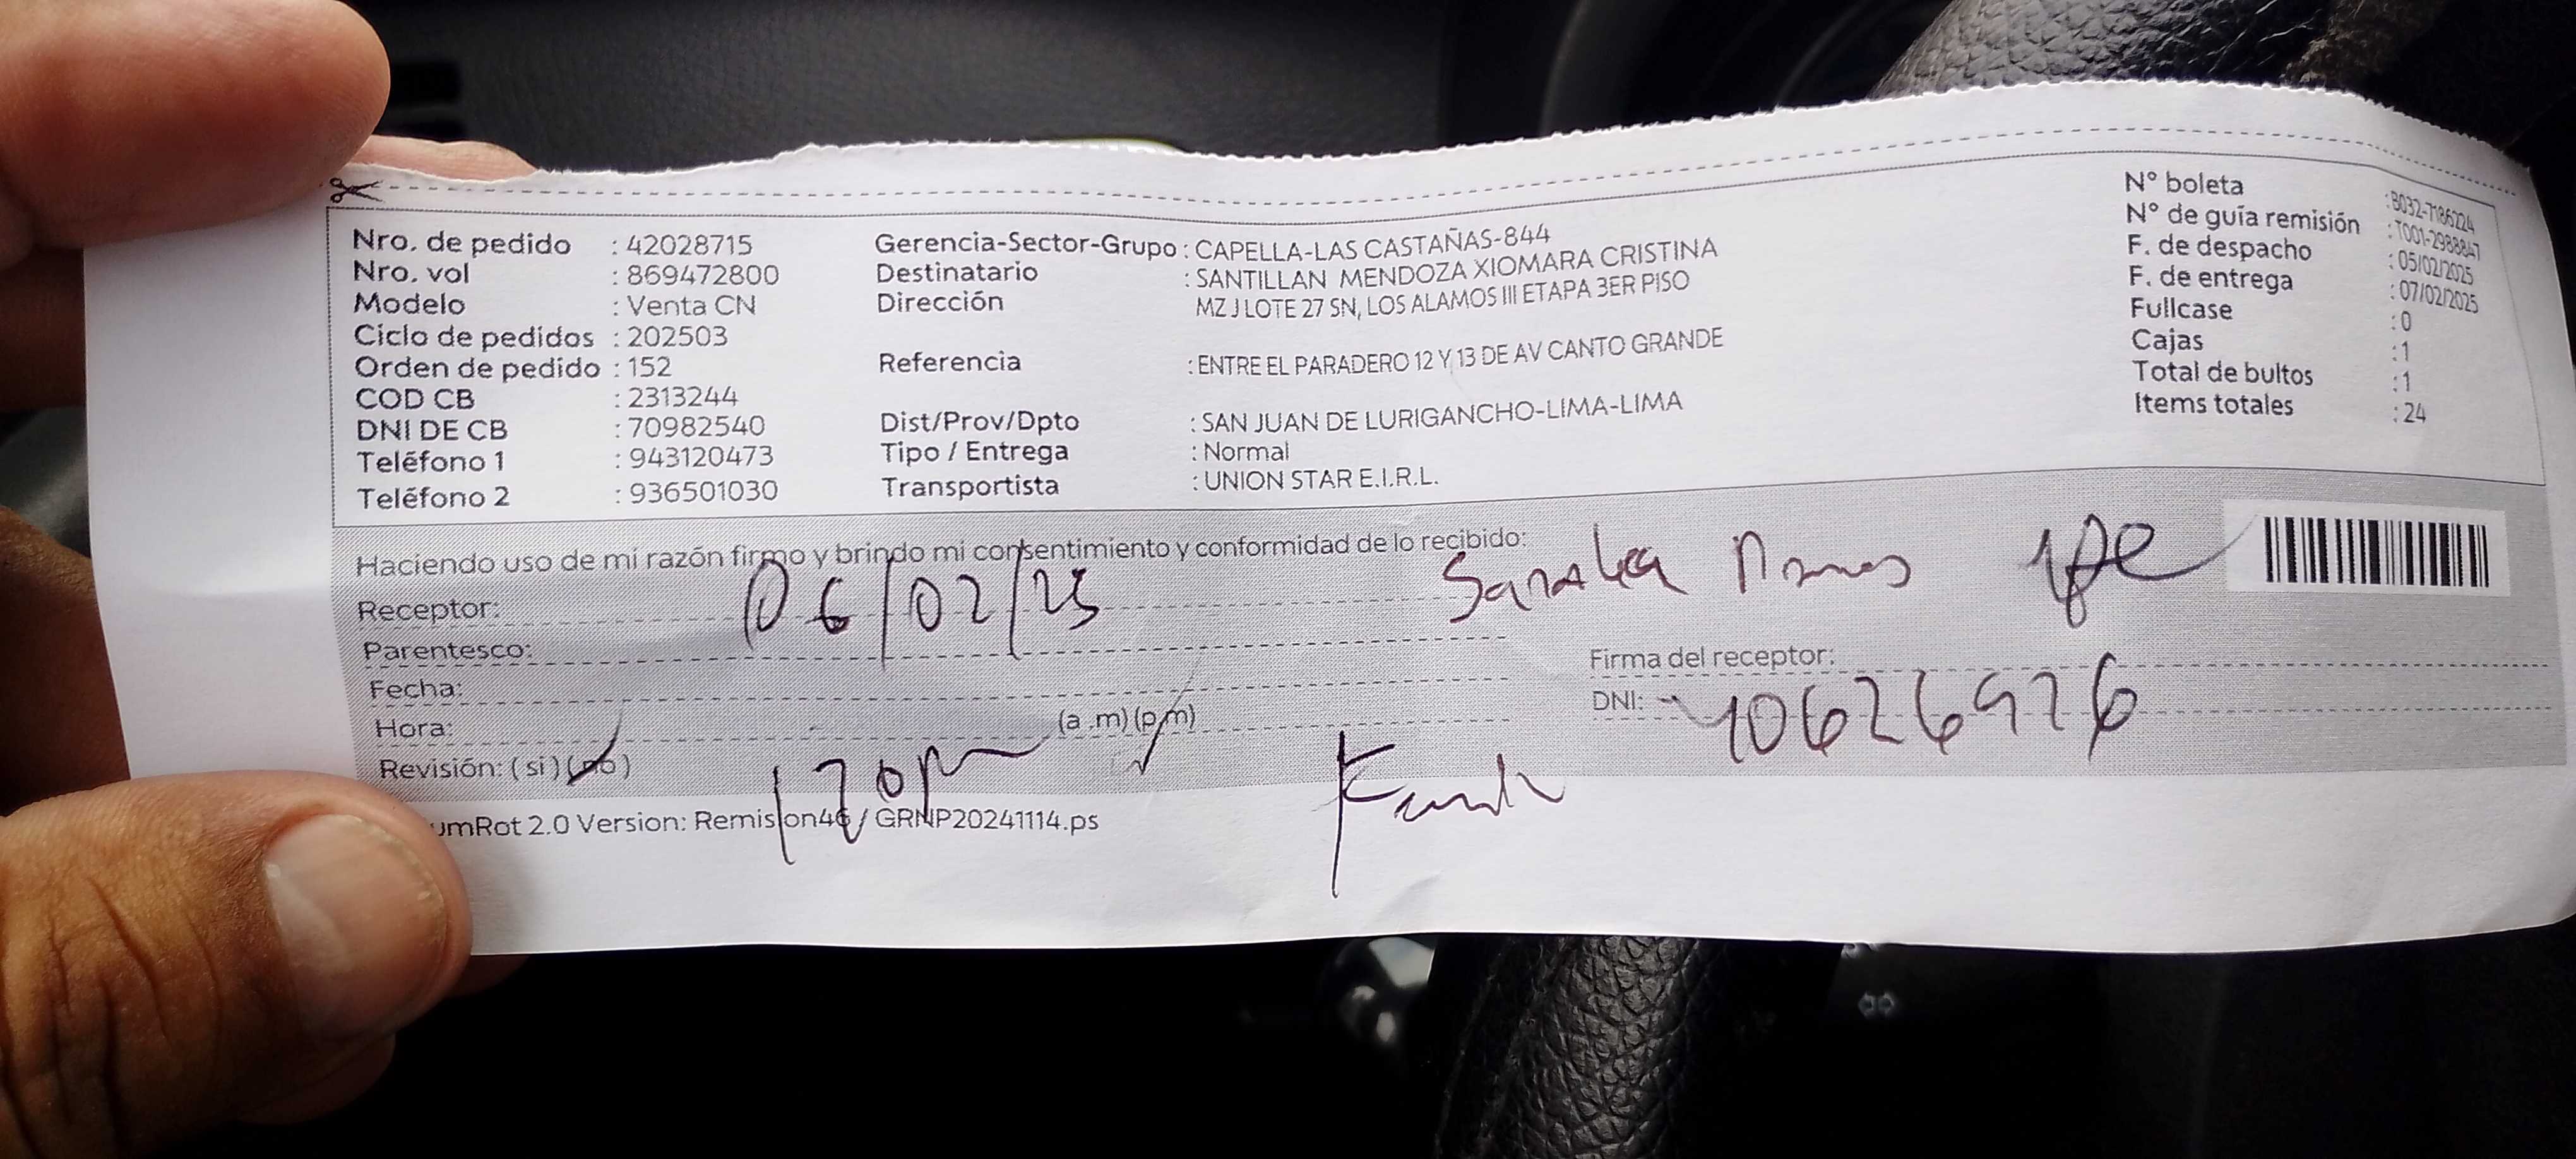 Nro. de pedido : 42028715
Nro. vol : 869472800
Modelo : Venta CN
Ciclo de pedidos : 202503
Orden de pedido : 152
COD CB : 2313244
DNI DE CB : 70982540
Teléfono 1 : 943120473
Teléfono 2 : 936501030
Gerencia-Sector-Grupo : CAPELLA-LAS CASTAÑAS-844
Destinatario : SANTILLAN MENDOZA XIOMARA CRISTINA
Dirección MZ J LOTE 27 SN, LOS ALAMOS III ETAPA 3ER PISO
Referencia : ENTRE EL PARADERO 12 Y 13 DE AV CANTO GRANDE
Dist/Prov/Dpto : SAN JUAN DE LURIGANCHO-LIMA-LIMA
Tipo / Entrega : Normal
Transportista : UNION STAR E.I.R.L.
N° boleta : B032-7186224
N° de guía remisión : T001-2988847
F. de despacho : 05/02/2025
F. de entrega : 07/02/2025
Fullcase : 0
Cajas : 1
Total de bultos : 1
Items totales : 24
Haciendo uso de mi razón firmo y brindo mi consentimiento y conformidad de lo recibido:
Receptor: 06/02/25
Parentesco:
Fecha:
Hora: (a .m) (p.m)
Revisión: ( si ) ( no )
Firma del receptor:
DNI:
umRot 2.0 Version: Remision46 / GRNP20241114.ps